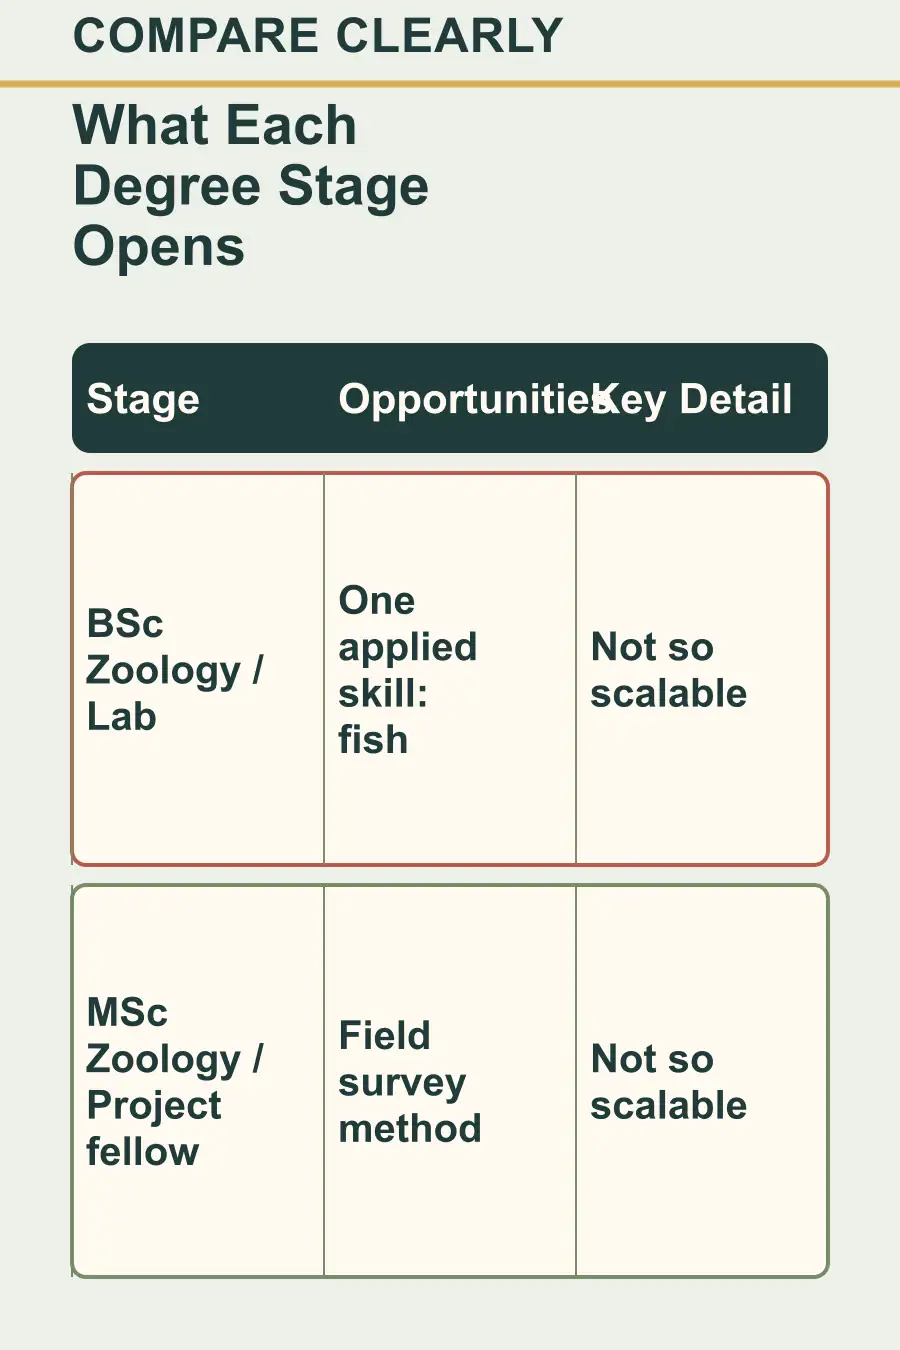 COMPARE CLEARLY
What Each
Degree Stage
Opens
Stage
Opportunities
Key Detail
BSc
Zoology /
Lab
One
applied
skill:
fish
Not so
scalable
MSc
Zoology /
Project
fellow
Field
survey
method
Not so
scalable